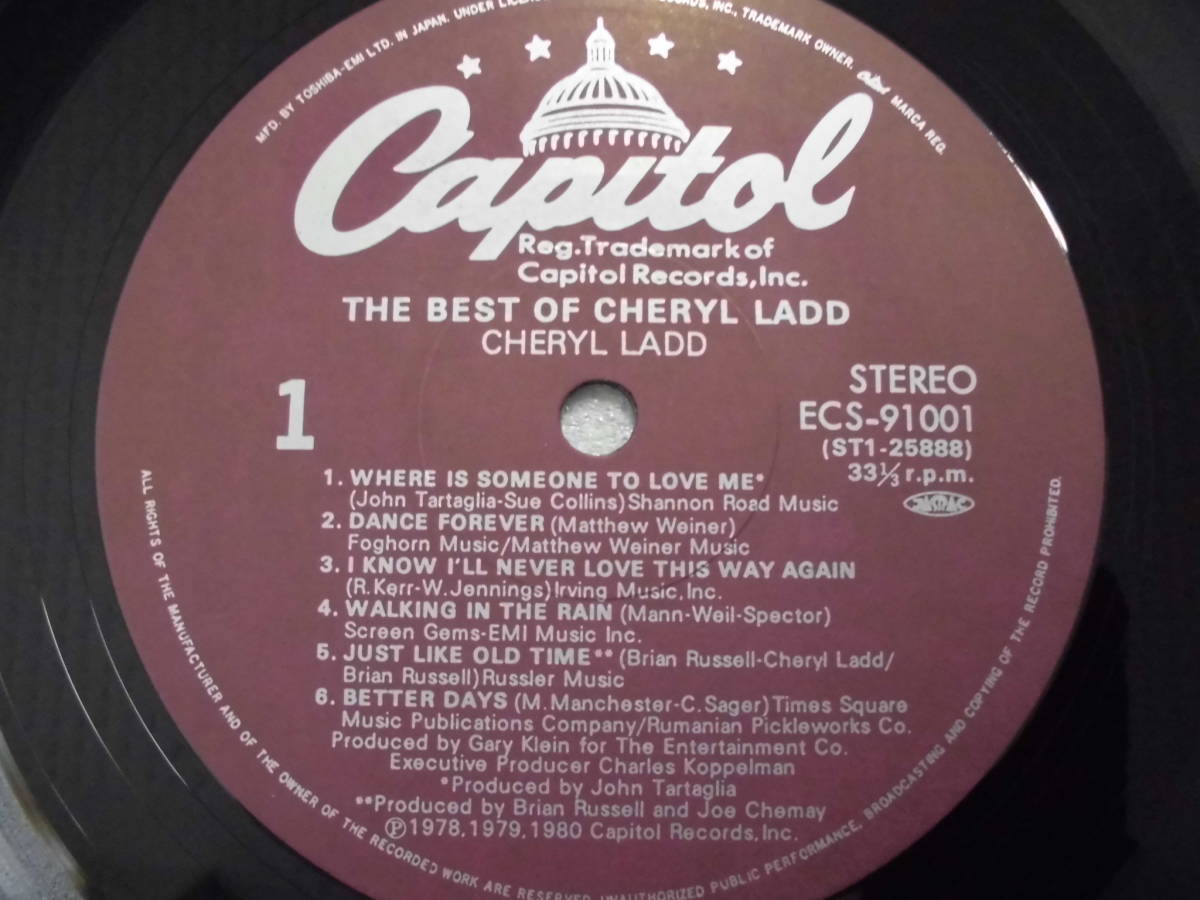 MFD. BY TOSHIBA-EMI LTD. IN JAPAN. UNDER RECORDS, INC., TRADEMARK OWNER. Capitol MARCA REG.
Capitol
Reg.Trademark of
Capitol Records,Inc.
THE BEST OF CHERYL LADD
CHERYL LADD
1
STEREO
ECS-91001
(ST1-25888)
33⅓ r.p.m.
1. WHERE IS SOMEONE TO LOVE ME*
(John Tartaglia-Sue Collins)Shannon Road Music
2. DANCE FOREVER (Matthew Weiner)
Foghorn Music/Matthew Weiner Music
3. I KNOW I'LL NEVER LOVE THIS WAY AGAIN
(R.Kerr-W.Jennings)Irving Music,Inc.
4. WALKING IN THE RAIN (Mann-Weil-Spector)
Screen Gems-EMI Music Inc.
5. JUST LIKE OLD TIME** (Brian Russell-Cheryl Ladd/
Brian Russell)Russler Music
6. BETTER DAYS (M.Manchester-C.Sager)Times Square
Music Publications Company/Rumanian Pickleworks Co.
Produced by Gary Klein for The Entertainment Co.
Executive Producer Charles Koppelman
*Produced by John Tartaglia
**Produced by Brian Russell and Joe Chemay
℗1978,1979,1980 Capitol Records,Inc.
ALL RIGHTS OF THE MANUFACTURER AND OF THE OWNER OF THE RECORDED WORK ARE RESERVED. UNAUTHORIZED PUBLIC PERFORMANCE, BROADCASTING AND COPYING OF THE RECORD PROHIBITED.